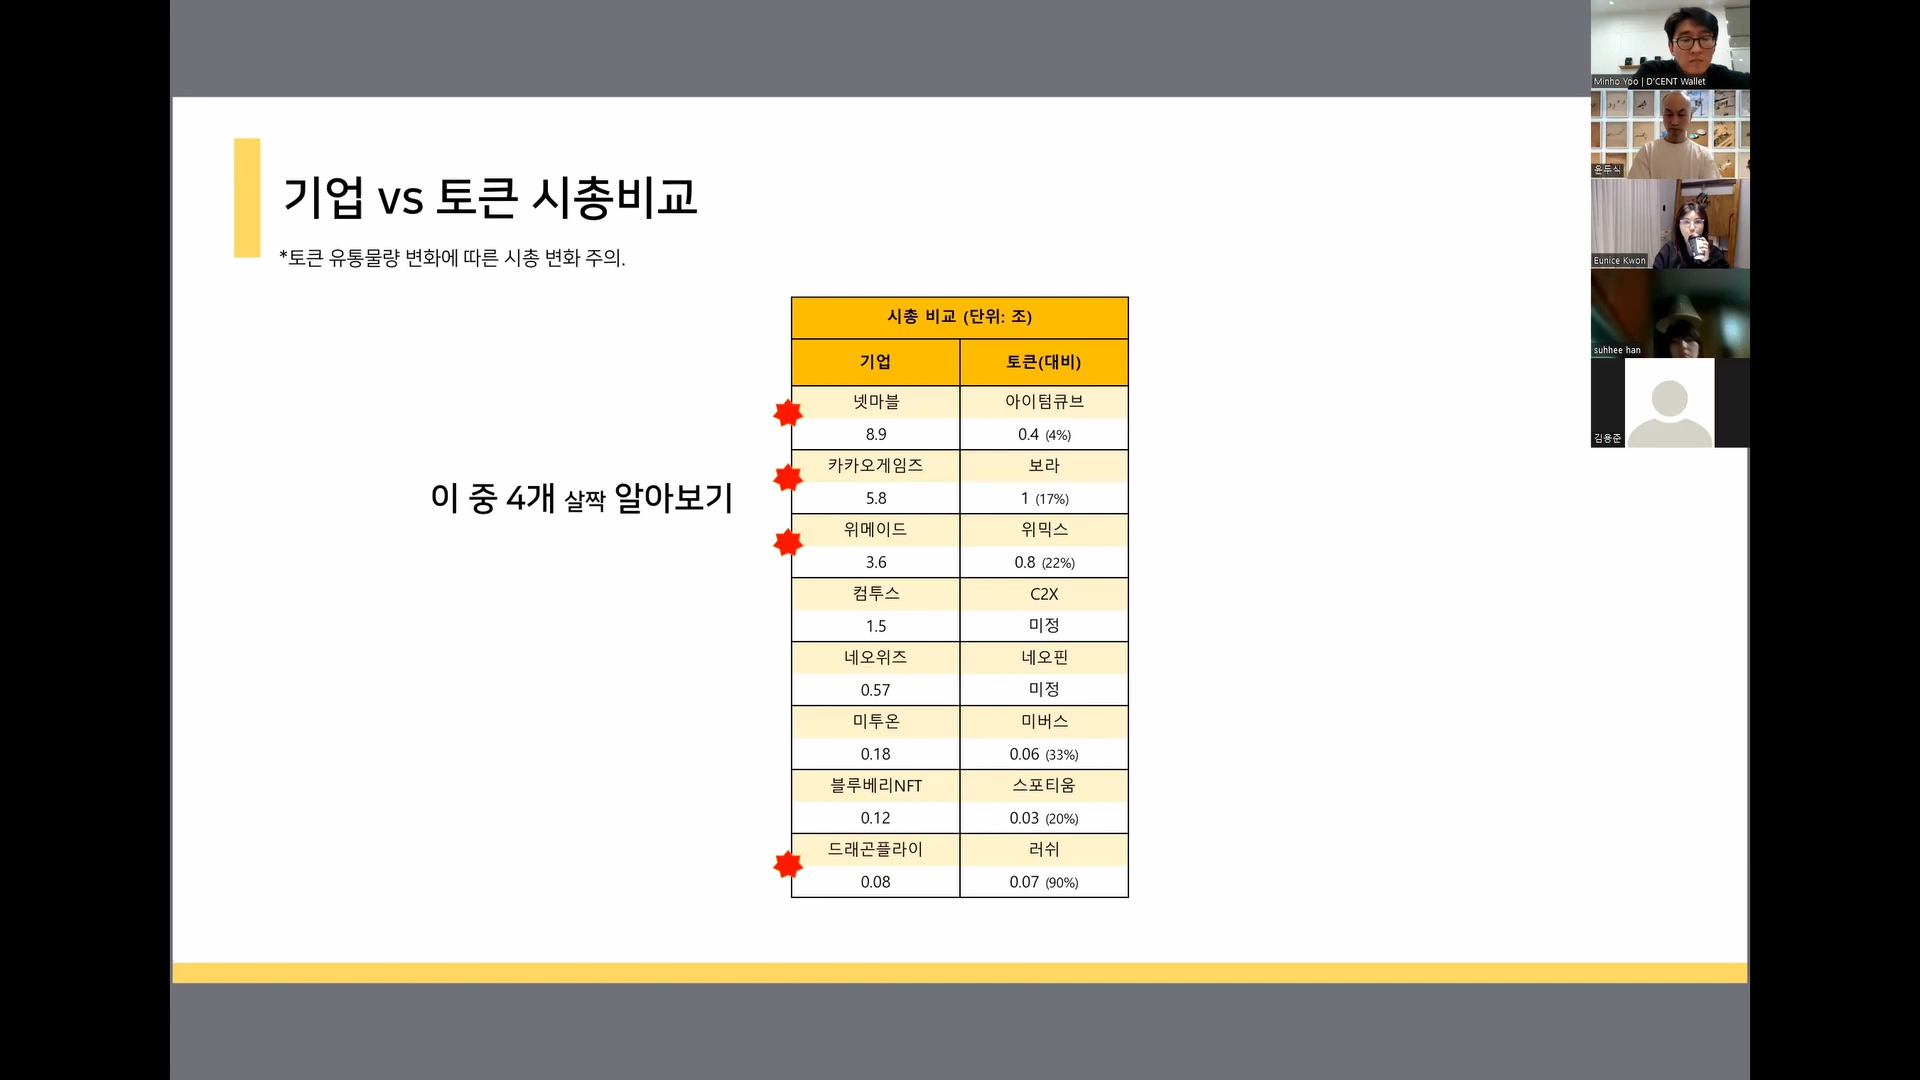 기업 vs 토큰 시총비교
*토큰 유통물량 변화에 따른 시총 변화 주의.
이 중 4개 살짝 알아보기
시총 비교 (단위: 조)
기업 토큰(대비)
넷마블 아이텀큐브
8.9 0.4 (4%)
카카오게임즈 보라
5.8 1 (17%)
위메이드 위믹스
3.6 0.8 (22%)
컴투스 C2X
1.5 미정
네오위즈 네오핀
0.57 미정
미투온 미버스
0.18 0.06 (33%)
블루베리NFT 스포티움
0.12 0.03 (20%)
드래곤플라이 러쉬
0.08 0.07 (90%)
Minho Yoo | D'CENT Wallet
윤두식
Eunice Kwon
suhhee han
김용준